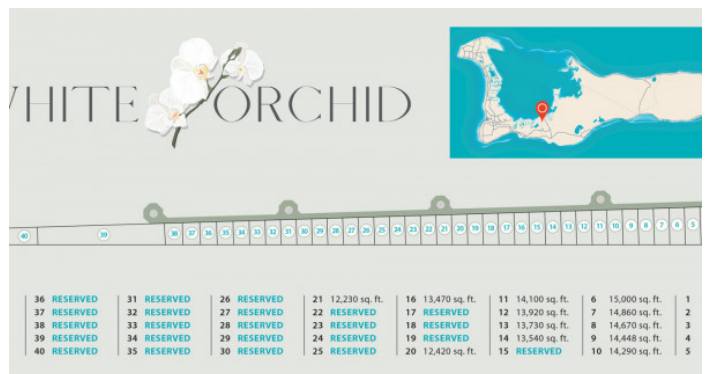 WHITE ORCHID
40 39 38 37 36 35 34 33 32 31 30 29 28 27 26 25 24 23 22 21 20 19 18 17 16 15 14 13 12 11 10 9 8 7 6 5
36 RESERVED 31 RESERVED 26 RESERVED 21 12,230 sq. ft. 16 13,470 sq. ft. 11 14,100 sq. ft. 6 15,000 sq. ft. 1
37 RESERVED 32 RESERVED 27 RESERVED 22 RESERVED 17 RESERVED 12 13,920 sq. ft. 7 14,860 sq. ft. 2
38 RESERVED 33 RESERVED 28 RESERVED 23 RESERVED 18 RESERVED 13 13,730 sq. ft. 8 14,670 sq. ft. 3
39 RESERVED 34 RESERVED 29 RESERVED 24 RESERVED 19 RESERVED 14 13,540 sq. ft. 9 14,448 sq. ft. 4
40 RESERVED 35 RESERVED 30 RESERVED 25 RESERVED 20 12,420 sq. ft. 15 RESERVED 10 14,290 sq. ft. 5